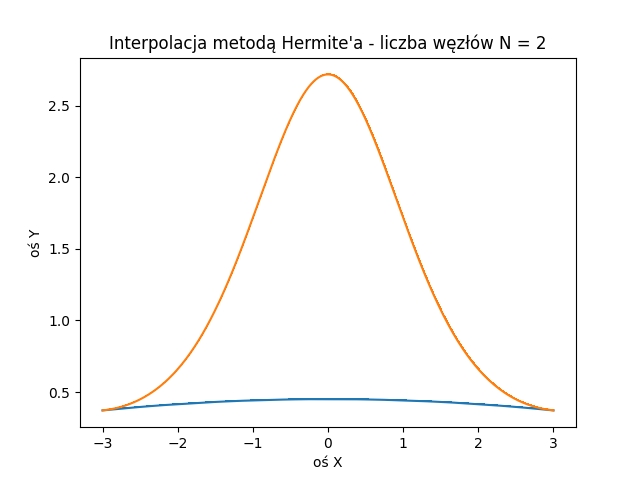 Interpolacja metodą Hermite'a - liczba węzłów N = 2
oś Y
2.5
2.0
1.5
1.0
0.5
−3 −2 −1 0 1 2 3
oś X